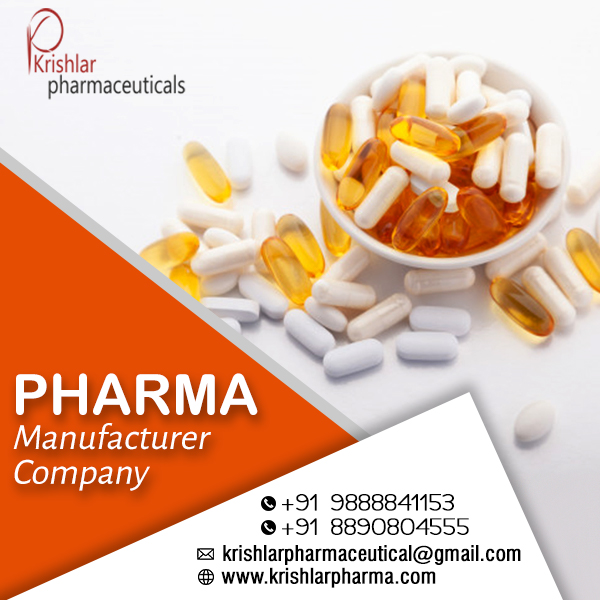 Krishlar
pharmaceuticals
PHARMA
Manufacturer
Company
+91 9888841153
+91 8890804555
krishlarpharmaceutical@gmail.com
www.krishlarpharma.com